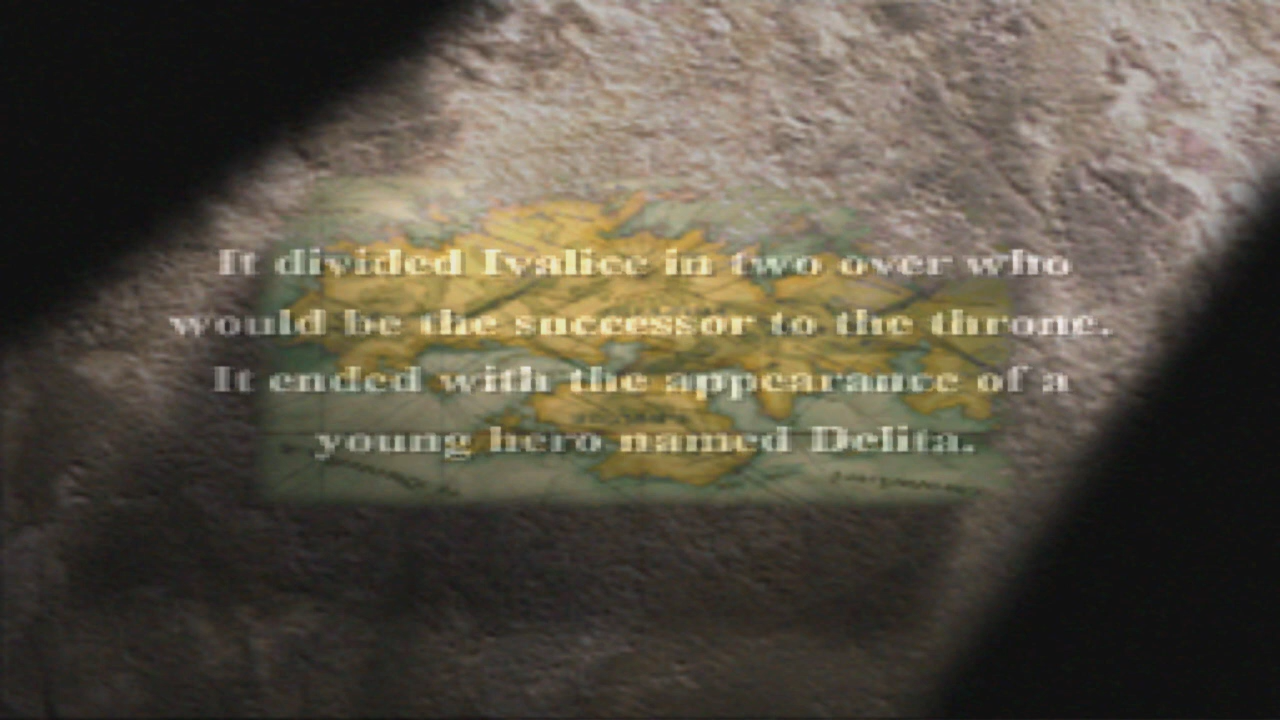 It divided Ivalice in two over who
would be the successor to the throne.
It ended with the appearance of a
young hero named Delita.